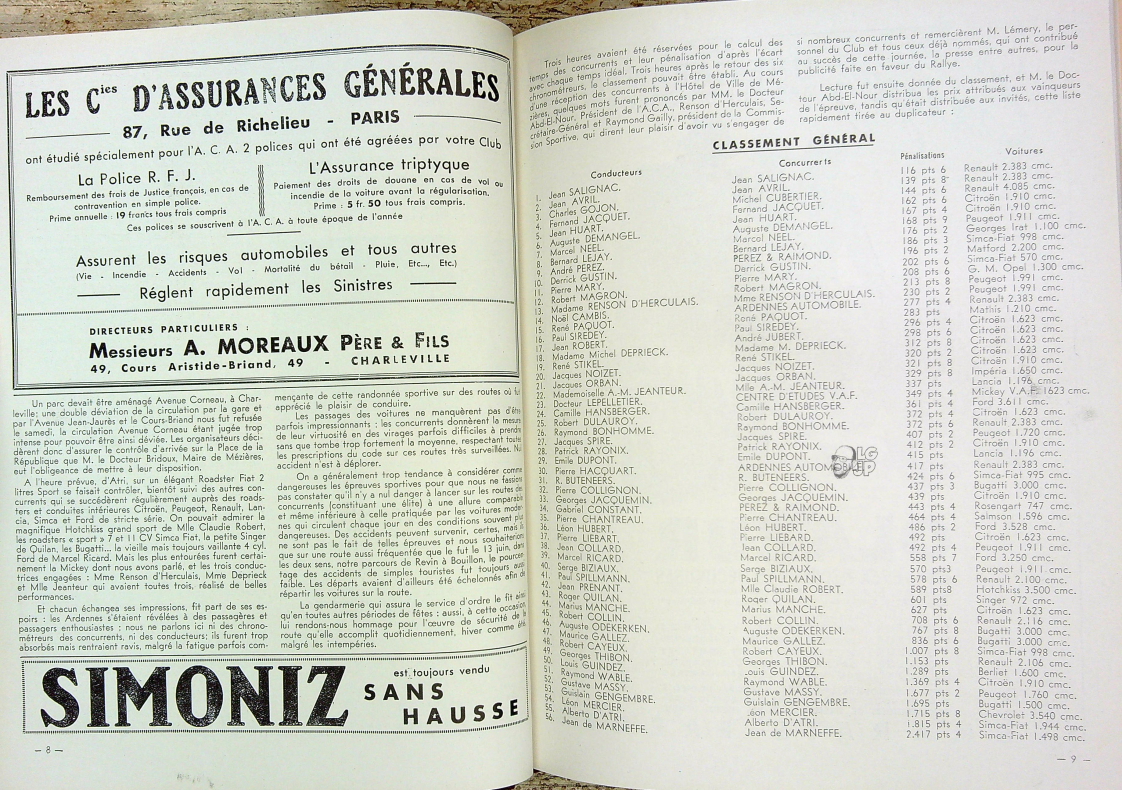 LES Cies D'ASSURANCES GÉNÉRALES
87, Rue de Richelieu - PARIS
ont étudié spécialement pour l'A. C. A. 2 polices qui ont été agréées par votre Club
La Police R. F. J.
Remboursement des frais de Justice français, en cas de
contravention en simple police.
Prime annuelle : 19 francs tous frais compris
L'Assurance triptyque
Paiement des droits de douane en cas de vol ou
incendie de la voiture avant la régularisation.
Prime : 5 fr. 50 tous frais compris.
Ces polices se souscrivent à l'A. C. A à toute époque de l'année
Assurent les risques automobiles et tous autres
(Vie - Incendie - Accidents - Vol - Mortalité du bétail - Pluie, Etc..., Etc.)
Réglent rapidement les Sinistres
DIRECTEURS PARTICULIERS :
Messieurs A. MOREAUX PÈRE & FILS
49, Cours Aristide-Briand, 49 - CHARLEVILLE
Un parc devait être aménagé Avenue Corneau, à Char-
leville; une double déviation de la circulation par la gare et
par l'Avenue Jean-Jaurès et le Cours-Briand nous fut refusée
le samedi, la circulation Avenue Corneau étant jugée trop
intense pour pouvoir être ainsi déviée. Les organisateurs déci-
dèrent donc d'assurer le contrôle d'arrivée sur la Place de la
République que M. le Docteur Bridoux, Maire de Mézières,
eut l'obligeance de mettre à leur disposition.
A l'heure prévue, d'Atri, sur un élégant Roadster Fiat 2
litres Sport se faisait contrôler, bientôt suivi des autres con-
currents qui se succédèrent régulièrement auprès des roads-
ters et conduites intérieures Citroën, Peugeot, Renault, Lan-
cia, Simca et Ford de stricte série. On pouvait admirer la
magnifique Hotchkiss grand sport de Mlle Claudie Robert,
les roadsters « sport » 7 et 11 CV Simca Fiat, la petite Singer
de Quilan, les Bugatti... la vieille mais toujours vaillante 4 cyl.
Ford de Marcel Ricard. Mais les plus entourées furent certai-
nement la Mickey dont nous avons parlé, et les trois conduc-
trices engagées : Mme Renson d'Herculais, Mme Deprieck
et Mlle Jeanteur qui avaient toutes trois, réalisé de belles
performances.
Et chacun échangea ses impressions, fit part de ses es-
poirs : les Ardennes s'étaient révélées à des passagères et
passagers enthousiastes : nous ne parlons ici ni des chrono-
métreurs des concurrents, ni des conducteurs; ils furent trop
absorbés mais rentraient ravis, malgré la fatigue parfois com-
mençante de cette randonnée sportive sur des routes où fut
apprécié le plaisir de conduire.
Les passages des voitures ne manquèrent pas d'être
parfois impressionnants ; les concurrents donnèrent la mesure
de leur virtuosité en des virages parfois difficiles à prendre
sans que tombe trop fortement la moyenne, respectant toutes
les prescriptions du code sur ces routes très surveillées. Nul
accident n'est à déplorer.
On a généralement trop tendance à considérer comme
dangereuses les épreuves sportives pour que nous ne fassions
pas constater qu'il n'y a nul danger à lancer sur les routes des
concurrents (constituant une élite) à une allure comparable
et même inférieure à celle pratiquée par les voitures moder-
nes qui circulent chaque jour en des conditions souvent plus
dangereuses. Des accidents peuvent survenir, certes, mais ils
ne sont pas le fait de telles épreuves et nous souhaiterions
que sur une route aussi fréquentée que le fut le 13 juin, dans
les deux sens, notre parcours de Revin à Bouillon, le pourcen-
tage des accidents de simples touristes fut toujours aussi
faible. Les départs avaient d'ailleurs été échelonnés afin de
répartir les voitures sur la route.
La gendarmerie qui assura le service d'ordre le fit ainsi
qu'en toutes autres périodes de fêtes ; aussi, à cette occasion,
lui rendons-nous hommage pour l'œuvre de sécurité de la
route qu'elle accomplit quotidiennement, hiver comme été,
malgré les intempéries.
SIMONIZ
est toujours vendu
SANS
HAUSSE
— 8 —
Trois heures avaient été réservées pour le calcul des
temps des concurrents et leur pénalisation d'après l'écart
avec chaque temps idéal. Trois heures après le retour des six
chronométreurs, le classement pouvait être établi. Au cours
d'une réception des concurrents à l'Hôtel de Ville de Mé-
zières, quelques mots furent prononcés par MM. le Docteur
Abd-El-Nour, Président de l'A.C.A., Renson d'Herculais, Se-
crétaire-Général et Raymond Gailly, président de la Commis-
sion Sportive, qui dirent leur plaisir d'avoir vu s'engager de
si nombreux concurrents et remercièrent M. Lémery, le per-
sonnel du Club et tous ceux déjà nommés, qui ont contribué
au succès de cette journée, la presse entre autres, pour la
publicité faite en faveur du Rallye.
Lecture fut ensuite donnée du classement, et M. le Doc-
teur Abd-El-Nour distribua les prix attribués aux vainqueurs
de l'épreuve, tandis qu'était distribuée aux invités, cette liste
rapidement tirée au duplicateur :
CLASSEMENT GÉNÉRAL
Conducteurs Concurrerts Pénalisations Voitures
1. Jean SALIGNAC. Jean SALIGNAC. 116 pts 6 Renault 2.383 cmc.
2. Jean AVRIL. Jean AVRIL. 139 pts 8 Renault 2.383 cmc.
3. Charles GOJON. Michel CUBERTIER. 144 pts 6 Renault 4.085 cmc.
4. Fernand JACQUET. Fernand JACQUET. 162 pts 6 Citroën 1.910 cmc.
5. Jean HUART. Jean HUART. 167 pts 4 Citroën 1.910 cmc.
6. Auguste DEMANGEL. Auguste DEMANGEL. 168 pts 9 Peugeot 1.911 cmc.
7. Marcel NEEL. Marcol NEEL. 176 pts 2 Georges Irat 1.100 cmc.
8. Bernard LEJAY. Bernard LEJAY. 186 pts 3 Simca-Fiat 998 cmc.
9. André PEREZ. PEREZ & RAIMOND. 196 pts 2 Matford 2.200 cmc.
10. Derrick GUSTIN. Derrick GUSTIN. 202 pts 6 Simca-Fiat 570 cmc.
11. Pierre MARY. Pierre MARY. 208 pts 6 G. M. Opel 1.300 cmc.
12. Robert MAGRON. Robert MAGRON. 213 pts 8 Peugeot 1.991 cmc.
13. Madame RENSON D'HERCULAIS. Mme RENSON D'HERCULAIS. 230 pts 2 Peugeot 1.991 cmc.
14. Noël CAMBIS. ARDENNES AUTOMOBILE. 277 pts 4 Renault 2.383 cmc.
15. René PAQUOT. René PAQUOT. 283 pts Mathis 1.210 cmc.
16. Paul SIREDEY. Paul SIREDEY. 296 pts 4 Citroën 1.623 cmc.
17. Jean ROBERT. André JUBERT. 298 pts 6 Citroën 1.623 cmc.
18. Madame Michel DEPRIECK. Madame M. DEPRIECK. 312 pts 8 Citroën 1.623 cmc.
19. René STIKEL. René STIKEL. 320 pts 2 Citroën 1.623 cmc.
20. Jacques NOIZET. Jacques NOIZET. 321 pts 8 Citroën 1.910 cmc.
21. Jacques ORBAN. Jacques ORBAN. 329 pts 8 Impéria 1.650 cmc.
22. Mademoiselle A.-M. JEANTEUR. Mlle A.-M. JEANTEUR. 337 pts Lancia 1.196 cmc.
23. Docteur LEPELLETIER. CENTRE D'ETUDES V.A.F. 349 pts 4 Mickey V.A.F. 1623 cmc.
24. Camille HANSBERGER. Camille HANSBERGER. 361 pts 4 Ford 3.611 cmc.
25. Robert DULAUROY. Robert DULAUROY. 372 pts 4 Citroën 1.623 cmc.
26. Raymond BONHOMME. Raymond BONHOMME. 372 pts 6 Renault 2.383 cmc.
27. Jacques SPIRE. Jacques SPIRE. 407 pts 2 Peugeot 1.720 cmc.
28. Patrick RAYONIX. Patrick RAYONIX. 412 pts 2 Citroën 1.910 cmc.
29. Emile DUPONT. Emile DUPONT. 415 pts Lancia 1.196 cmc.
30. Pierre HACQUART. ARDENNES AUTOMO 417 pts Renault 2.383 cmc.
31. R. BUTENEERS. R. BUTENEERS. 424 pts 6 Simca-Fiat 995 cmc.
32. Pierre COLLIGNON. Pierre COLLIGNON. 437 pts 3 Bugatti 3.000 cmc.
33. Georges JACQUEMIN. Georges JACQUEMIN. 439 pts Citroën 1.910 cmc.
34. Gabriel CONSTANT. PEREZ & RAIMOND. 443 pts 4 Rosengart 747 cmc.
35. Pierre CHANTREAU. Pierre CHANTREAU. 464 pts 4 Salmson 1.596 cmc.
36. Léon HUBERT. Léon HUBERT. 486 pts 2 Ford 3.528 cmc.
37. Pierre LIEBART. Pierre LIEBARD. 492 pts Citroën 1.623 cmc.
38. Jean COLLARD. Jean COLLARD. 492 pts 4 Peugeot 1.911 cmc.
39. Marcel RICARD. Marcel RICARD. 558 pts 7 Ford 3.250 cmc.
40. Serge BIZIAUX. Serge BIZIAUX. 570 pts3 Peugeot 1.911 cmc.
41. Paul SPILLMANN. Paul SPILLMANN. 578 pts 6 Renault 2.100 cmc.
42. Jean PRENANT. Mlle Claudie ROBERT. 589 pts8 Hotchkiss 3.500 cmc.
43. Roger QUILAN. Roger QUILAN. 601 pts Singer 972 cmc.
44. Marius MANCHE. Marius MANCHE. 627 pts Citroën 1.623 cmc.
45. Robert COLLIN. Robert COLLIN. 708 pts 6 Renault 2.116 cmc.
46. Auguste ODEKERKEN. Auguste ODEKERKEN. 767 pts 8 Bugatti 3.000 cmc.
47. Maurice GALLEZ. Maurice GALLEZ. 836 pts 6 Bugatti 3.000 cmc.
48. Robert CAYEUX. Robert CAYEUX. 1.007 pts 8 Simca-Fiat 998 cmc.
49. Georges THIBON. Georges THIBON. 1.153 pts Renault 2.106 cmc.
50. Louis GUINDEZ. Louis GUINDEZ. 1.289 pts Berliet 1.600 cmc.
51. Raymond WABLE. Raymond WABLE. 1.369 pts 4 Citroën 1.910 cmc.
52. Gustave MASSY. Gustave MASSY. 1.677 pts 2 Peugeot 1.760 cmc.
53. Guislain GENGEMBRE. Guislain GENGEMBRE. 1.695 pts Bugatti 1.500 cmc.
54. Léon MERCIER. Léon MERCIER. 1.715 pts 8 Chevrolet 3.540 cmc.
55. Alberto D'ATRI. Alberto D'ATRI. 1.815 pts 4 Simca-Fiat 1.944 cmc.
56. Jean de MARNEFFE. Jean de MARNEFFE. 2.417 pts 4 Simca-Fiat 1.498 cmc.
— 9 —